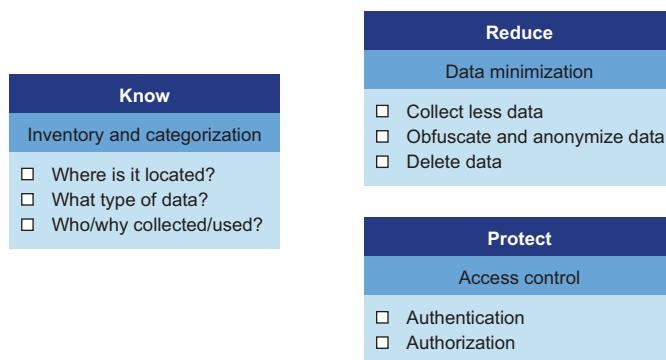 Know
Inventory and categorization
☐ Where is it located?
☐ What type of data?
☐ Who/why collected/used?
Reduce
Data minimization
☐ Collect less data
☐ Obfuscate and anonymize data
☐ Delete data
Protect
Access control
☐ Authentication
☐ Authorization